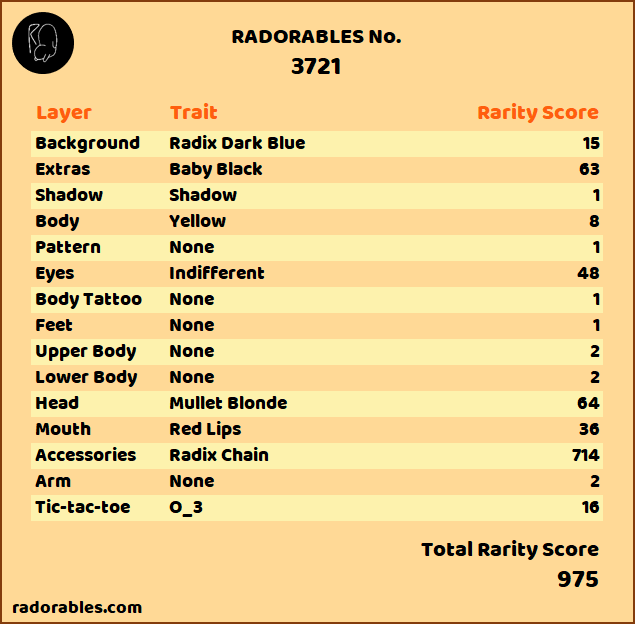 RADORABLES No.
3721
Layer Trait Rarity Score
Background Radix Dark Blue 15
Extras Baby Black 63
Shadow Shadow 1
Body Yellow 8
Pattern None 1
Eyes Indifferent 48
Body Tattoo None 1
Feet None 1
Upper Body None 2
Lower Body None 2
Head Mullet Blonde 64
Mouth Red Lips 36
Accessories Radix Chain 714
Arm None 2
Tic-tac-toe O_3 16
Total Rarity Score
975
radorables.com